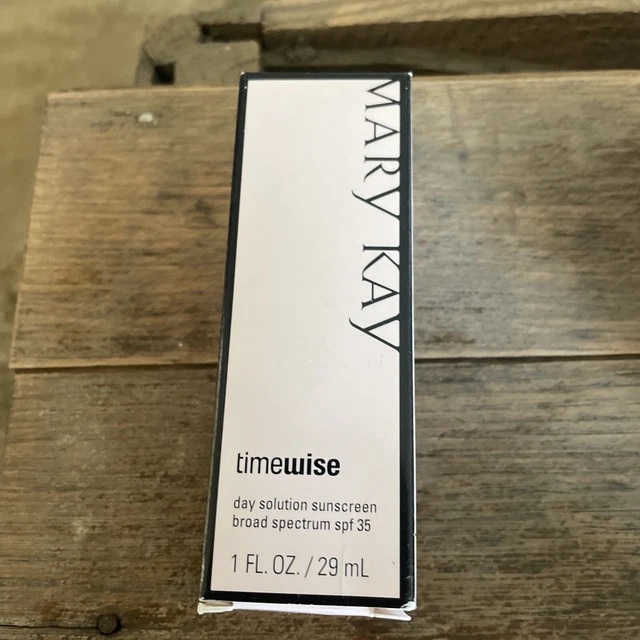 MARY KAY
timewise
day solution sunscreen
broad spectrum spf 35
1 FL. OZ. / 29 mL